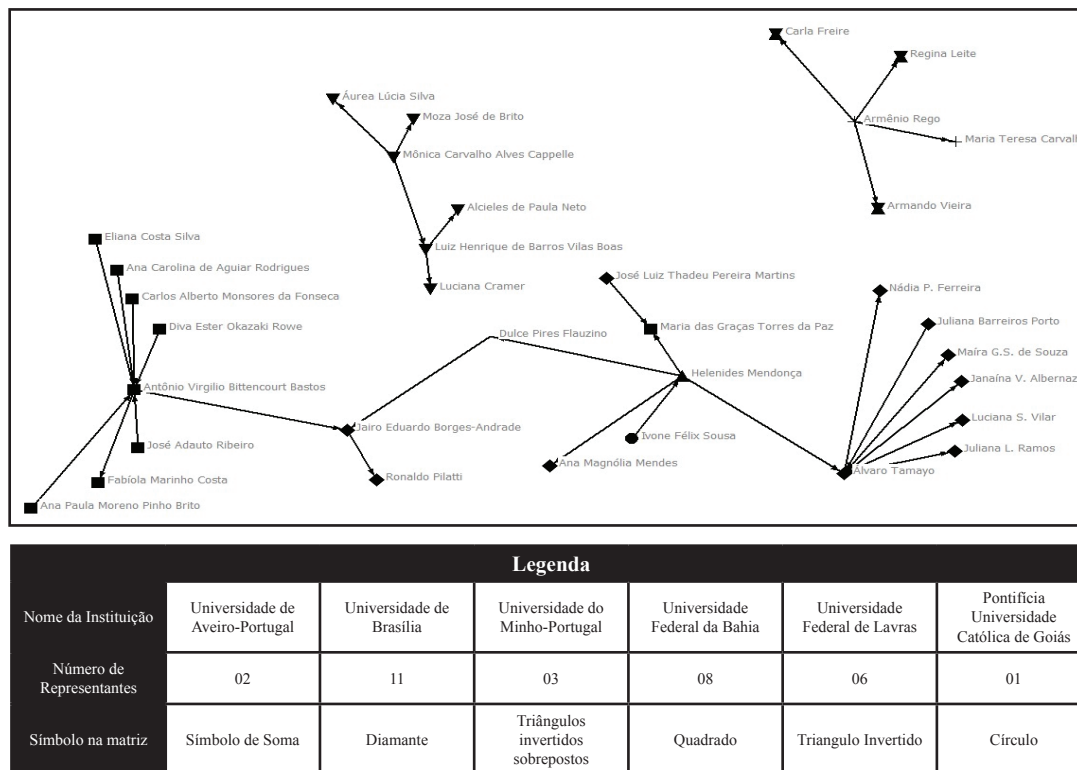 Carla Freire
Regina Leite
Áurea Lúcia Silva
Moza José de Brito
Armênio Rego
Maria Teresa Carvall
Mônica Carvalho Alves Cappelle
Alcieles de Paula Neto
Armando Vieira
Eliana Costa Silva
Luiz Henrique de Barros Vilas Boas
Ana Carolina de Aguiar Rodrigues
José Luiz Thadeu Pereira Martins
Luciana Cramer
Nádia P. Ferreira
Carlos Alberto Monsores da Fonseca
Juliana Barreiros Porto
Diva Ester Okazaki Rowe
Maria das Graças Torres da Paz
Dulce Pires Flauzino
Maíra G.S. de Souza
Helenides Mendonça
Janaína V. Albernaz
Antônio Virgilio Bittencourt Bastos
Luciana S. Vilar
Jairo Eduardo Borges-Andrade
Ivone Félix Sousa
José Adauto Ribeiro
Juliana L. Ramos
Ana Magnólia Mendes
Álvaro Tamayo
Ronaldo Pilatti
Fabíola Marinho Costa
Ana Paula Moreno Pinho Brito
Legenda
Nome da Instituição
Universidade de
Aveiro-Portugal
Universidade de
Brasília
Universidade do
Minho-Portugal
Universidade
Federal da Bahia
Universidade
Federal de Lavras
Pontifícia
Universidade
Católica de Goiás
Número de
Representantes
02
11
03
08
06
01
Símbolo na matriz
Símbolo de Soma
Diamante
Triângulos
invertidos
sobrepostos
Quadrado
Triangulo Invertido
Círculo